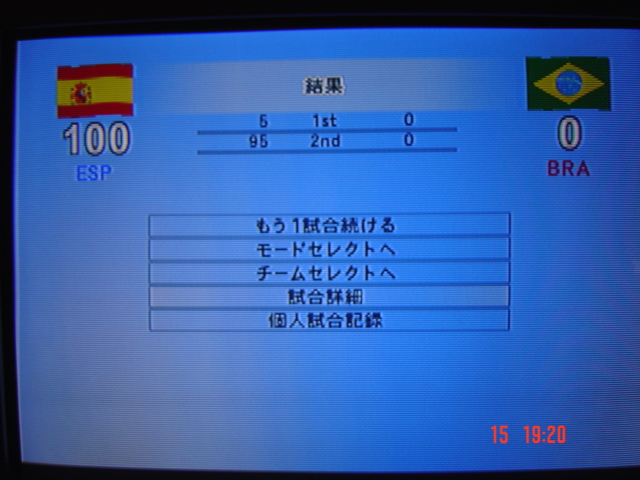 結果
5 1st 0
100 0
95 2nd 0
ESP BRA
もう1試合続ける
モードセレクトへ
チームセレクトへ
試合詳細
個人試合記録
15 19:20